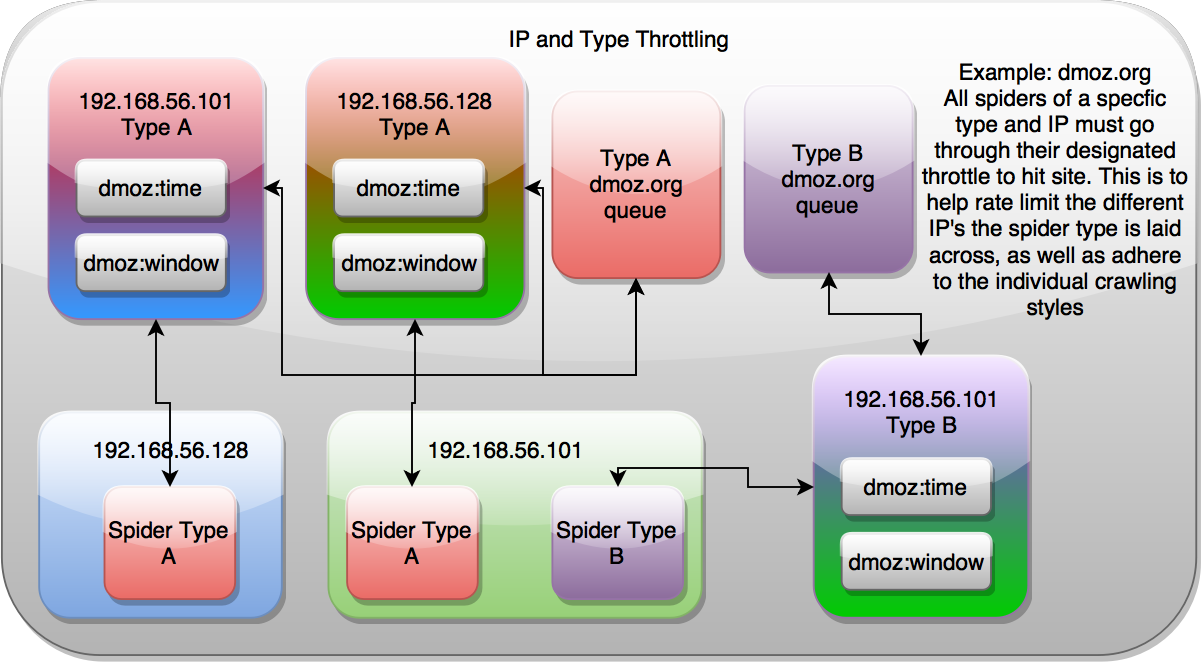 IP and Type Throttling
192.168.56.101
Type A
dmoz:time
dmoz:window
192.168.56.128
Type A
dmoz:time
dmoz:window
Type A
dmoz.org
queue
Type B
dmoz.org
queue
Example: dmoz.org
All spiders of a specfic
type and IP must go
through their designated
throttle to hit site. This is to
help rate limit the different
IP's the spider type is laid
across, as well as adhere
to the individual crawling
styles
192.168.56.128
Spider Type
A
192.168.56.101
Spider Type
A
Spider Type
B
192.168.56.101
Type B
dmoz:time
dmoz:window